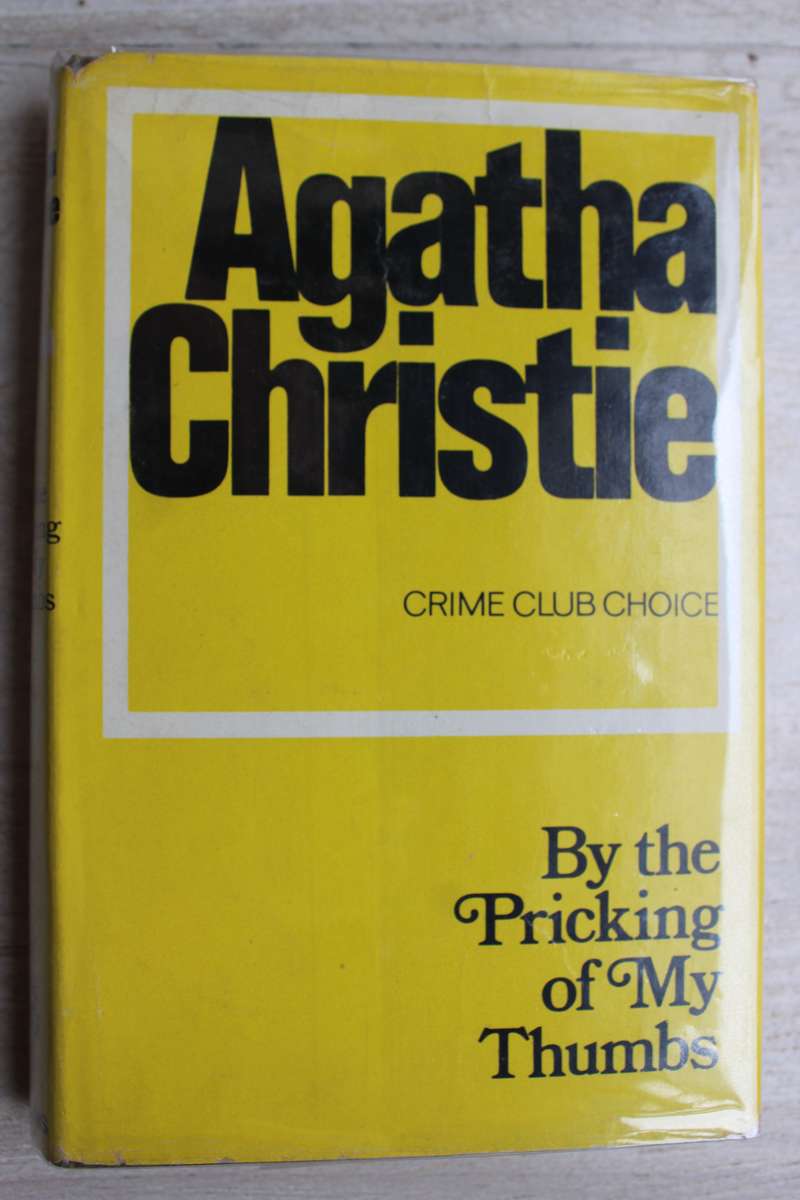 Agatha
Christie
CRIME CLUB CHOICE
By the
Pricking
of My
Thumbs